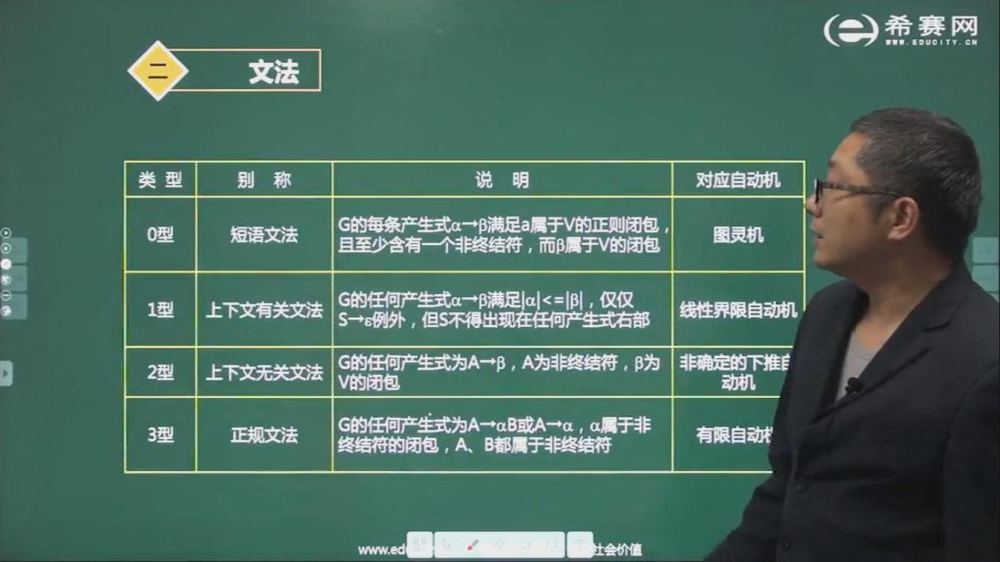 希赛网
WWW.EDUCITY.CN
二 文法
类 型 别 称 说 明 对应自动机
0型 短语文法 G的每条产生式α→β满足a属于V的正则闭包，
且至少含有一个非终结符，而β属于V的闭包 图灵机
1型 上下文有关文法 G的任何产生式α→β满足|α|<=|β|，仅仅
S→ε例外，但S不得出现在任何产生式右部 线性界限自动机
2型 上下文无关文法 G的任何产生式为A→β，A为非终结符，β为
V的闭包 非确定的下推自
动机
3型 正规文法 G的任何产生式为A→αB或A→α，α属于非
终结符的闭包，A、B都属于非终结符 有限自动机
www.edu
社会价值